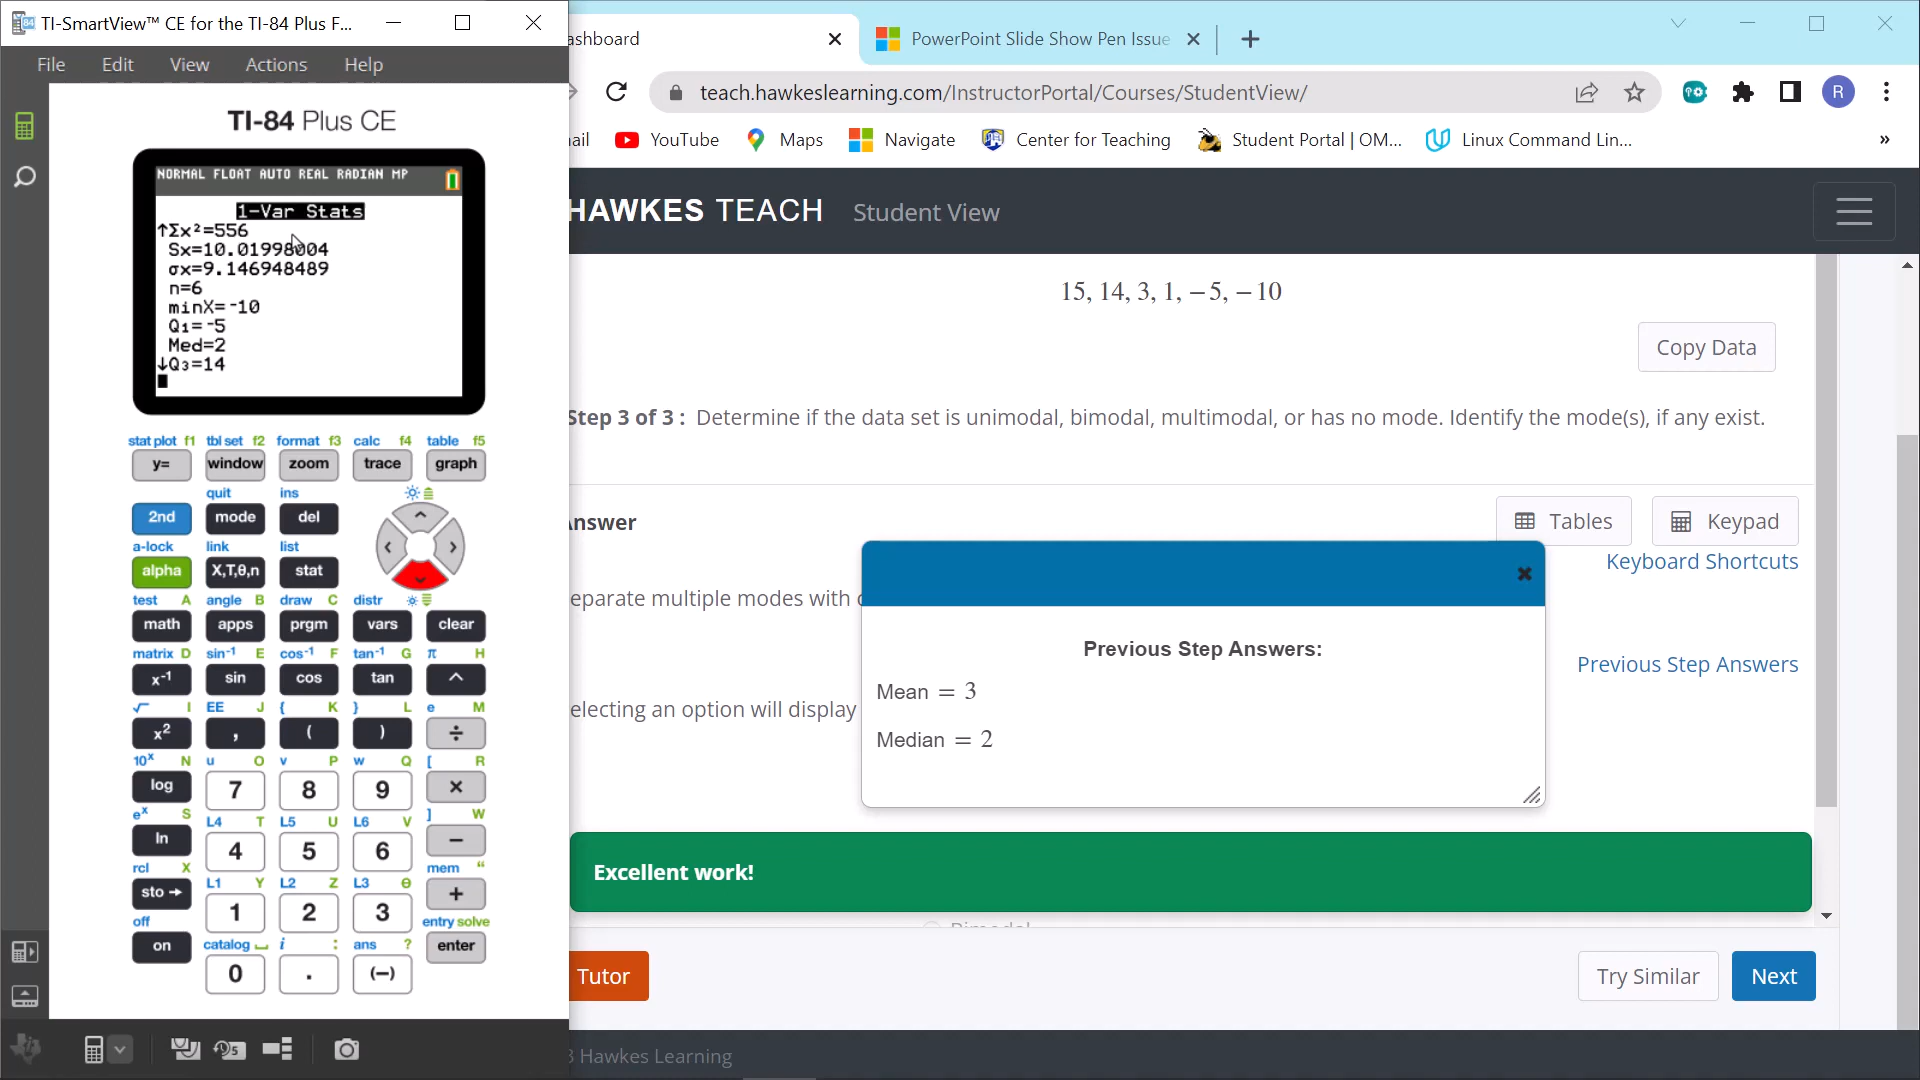 TI-SmartView™ CE for the TI-84 Plus F...
File Edit View Actions Help
TI-84 Plus CE
NORMAL FLOAT AUTO REAL RADIAN MP
1-Var Stats
↑Σx²=556
Sx=10.01998004
σx=9.146948489
n=6
minX=-10
Q₁=-5
Med=2
↓Q₃=14
stat plot f1 tbl set f2 format f3 calc f4 table f5
y= window zoom trace graph
quit ins
2nd mode del
a-lock link list
alpha X,T,θ,n stat
test A angle B draw C distr
math apps prgm vars clear
matrix D sin⁻¹ E cos⁻¹ F tan⁻¹ G π H
x⁻¹ sin cos tan ^
√ I EE J { K } L e M
x² , ( ) ÷
10ˣ N u O v P w Q [ R
log 7 8 9 ×
eˣ S L4 T L5 U L6 V ] W
ln 4 5 6 −
rcl X L1 Y L2 Z L3 θ mem “
sto→ 1 2 3 +
off catalog ⎵ i : ans ? entry solve
on 0 . (−) enter
ashboard
PowerPoint Slide Show Pen Issue
teach.hawkeslearning.com/InstructorPortal/Courses/StudentView/
R
ail YouTube Maps Navigate Center for Teaching Student Portal | OM... Linux Command Lin... »
HAWKES TEACH Student View
15, 14, 3, 1, −5, −10
Copy Data
Step 3 of 3 : Determine if the data set is unimodal, bimodal, multimodal, or has no mode. Identify the mode(s), if any exist.
Answer
Tables Keypad
Keyboard Shortcuts
eparate multiple modes with
Previous Step Answers:
Previous Step Answers
Mean = 3
electing an option will display
Median = 2
Excellent work!
Bimodal
Tutor
Try Similar
Next
Hawkes Learning